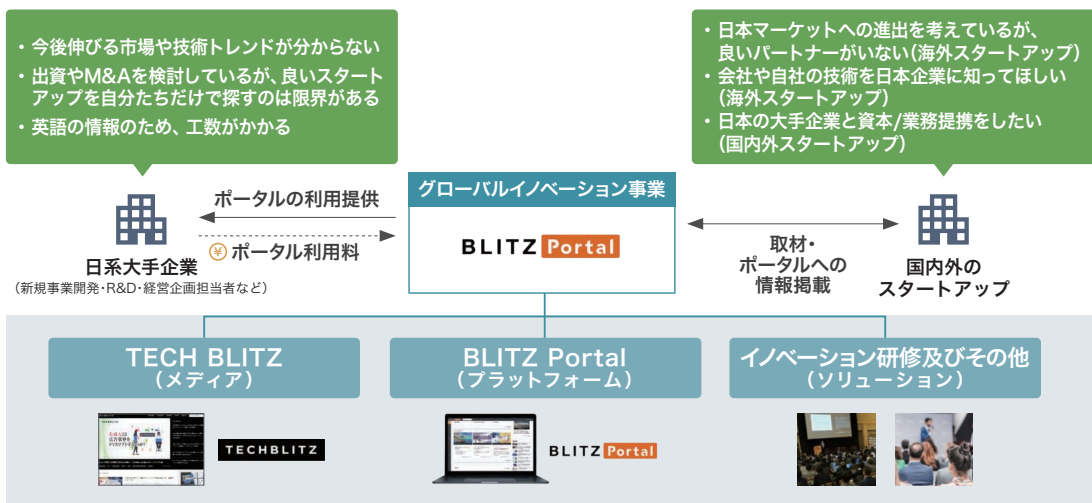 ・今後伸びる市場や技術トレンドが分からない
・出資やM&Aを検討しているが、良いスタート
アップを自分たちだけで探すのは限界がある
・英語の情報のため、工数がかかる
・日本マーケットへの進出を考えているが、
良いパートナーがいない(海外スタートアップ)
・会社や自社の技術を日本企業に知ってほしい
(海外スタートアップ)
・日本の大手企業と資本/業務提携をしたい
(国内外スタートアップ)
日系大手企業
(新規事業開発・R&D・経営企画担当者など)
ポータルの利用提供
¥ ポータル利用料
グローバルイノベーション事業
BLITZ Portal
取材・
ポータルへの
情報掲載
国内外の
スタートアップ
TECH BLITZ
(メディア)
BLITZ Portal
(プラットフォーム)
イノベーション研修及びその他
(ソリューション)
TECHBLITZ
BLITZ Portal